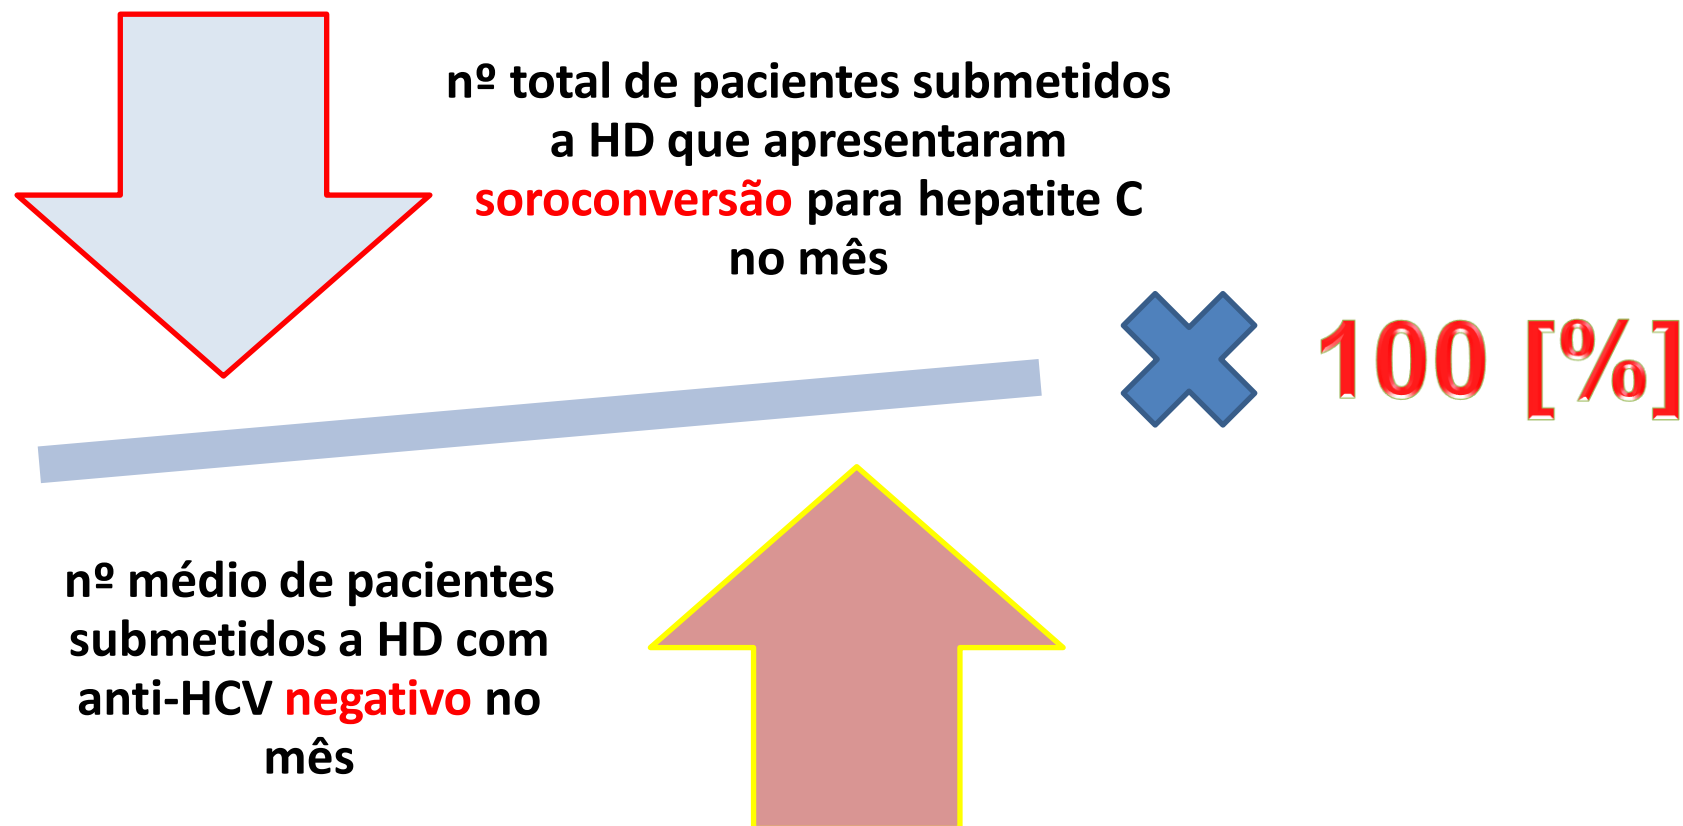 nº total de pacientes submetidos
a HD que apresentaram
soroconversão para hepatite C
no mês
100 [%]
nº médio de pacientes
submetidos a HD com
anti-HCV negativo no
mês